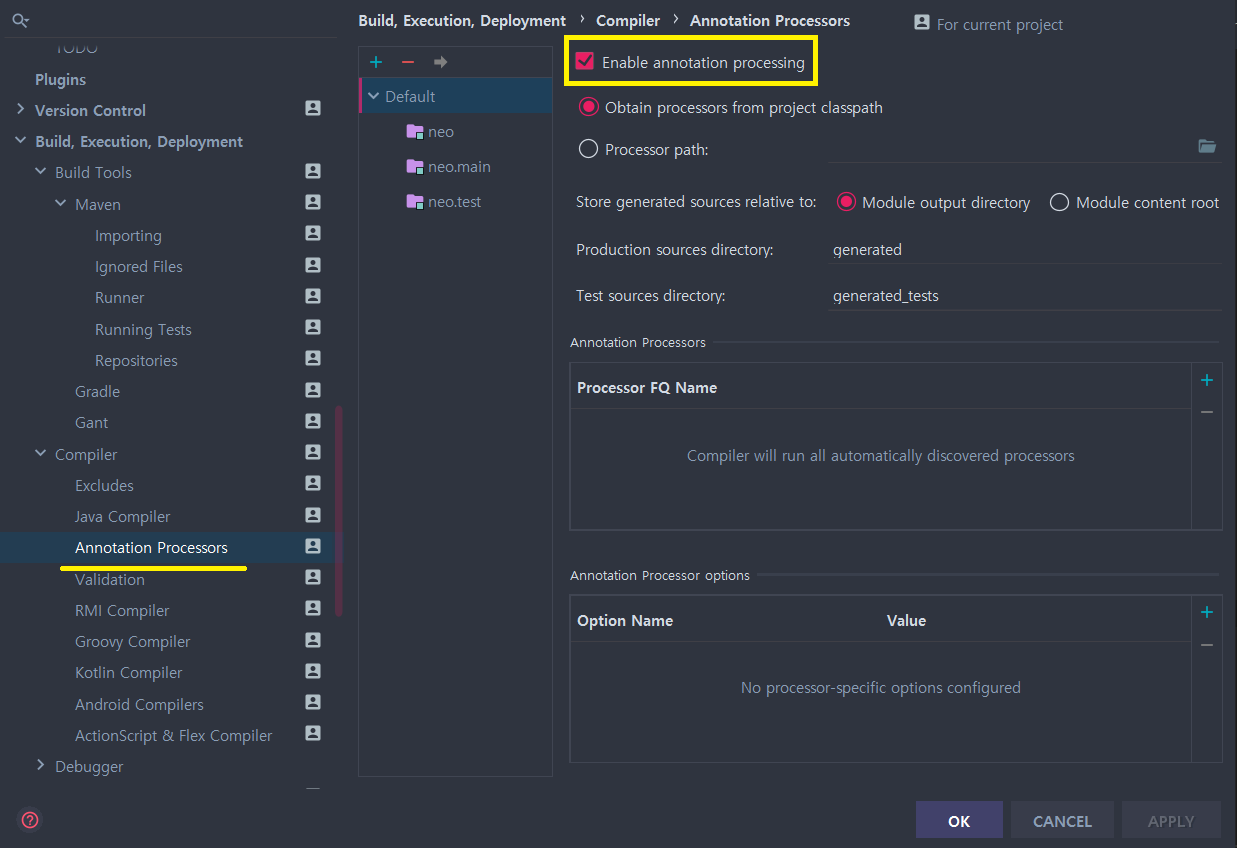 Build, Execution, Deployment › Compiler › Annotation Processors
For current project
TODO
Plugins
Version Control
Build, Execution, Deployment
Build Tools
Maven
Importing
Ignored Files
Runner
Running Tests
Repositories
Gradle
Gant
Compiler
Excludes
Java Compiler
Annotation Processors
Validation
RMI Compiler
Groovy Compiler
Kotlin Compiler
Android Compilers
ActionScript & Flex Compiler
Debugger
Default
neo
neo.main
neo.test
Enable annotation processing
Obtain processors from project classpath
Processor path:
Store generated sources relative to: Module output directory Module content root
Production sources directory: generated
Test sources directory: generated_tests
Annotation Processors
Processor FQ Name
Compiler will run all automatically discovered processors
Annotation Processor options
Option Name Value
No processor-specific options configured
OK CANCEL APPLY